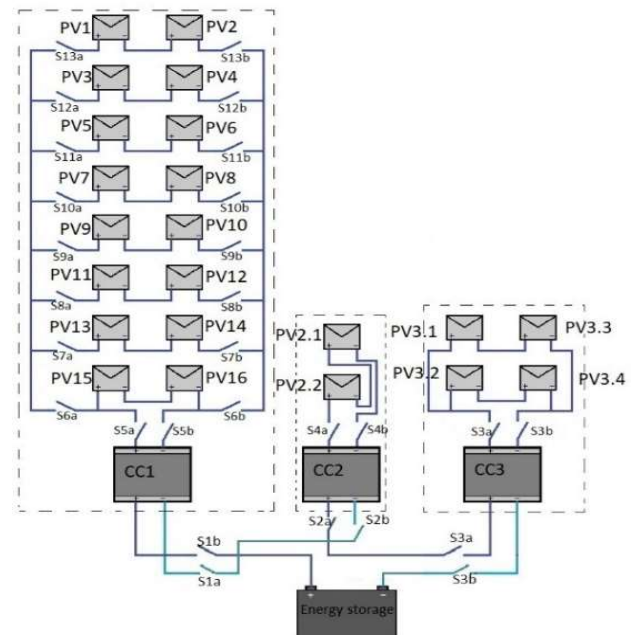 PV1 PV2
S13a S13b
PV3 PV4
S12a S12b
PV5 PV6
S11a S11b
PV7 PV8
S10a S10b
PV9 PV10
S9a S9b
PV11 PV12
S8a S8b
PV13 PV14
S7a S7b
PV15 PV16
S6a S6b
S5a S5b
CC1
PV2.1
PV2.2
S4a S4b
CC2
PV3.1 PV3.3
PV3.2 PV3.4
S3a S3b
CC3
S2a S2b
S1b
S1a
S3a
S3b
+ −
Energy storage